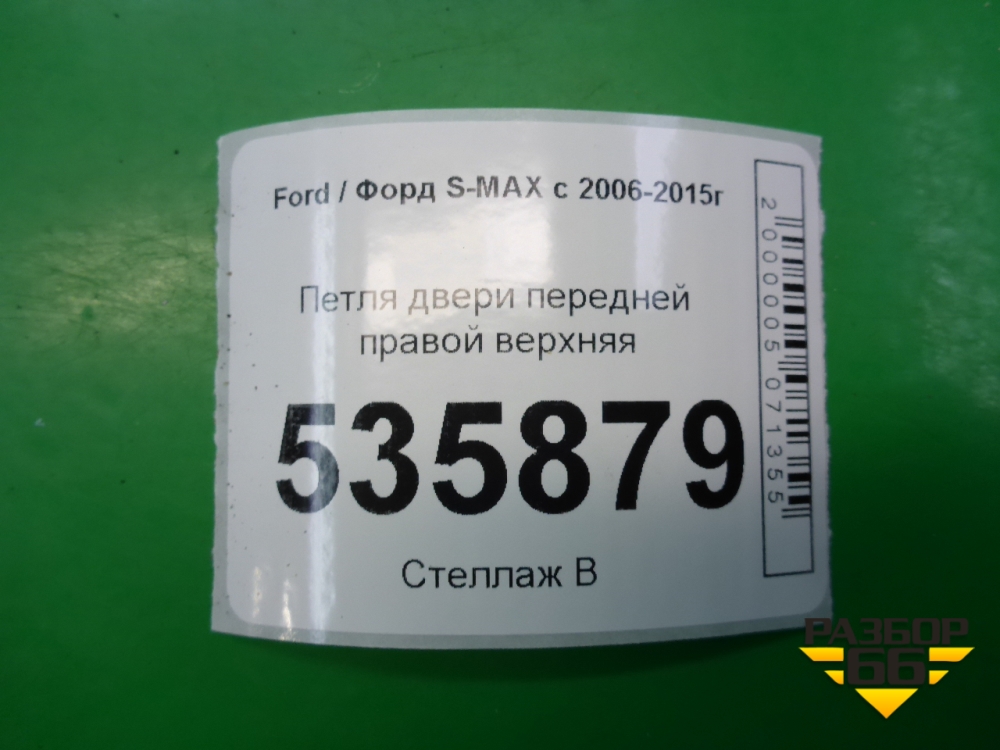 Ford / Форд S-MAX с 2006-2015г
Петля двери передней
правой верхняя
535879
Стеллаж В
2000005071355
РАЗБОР
66